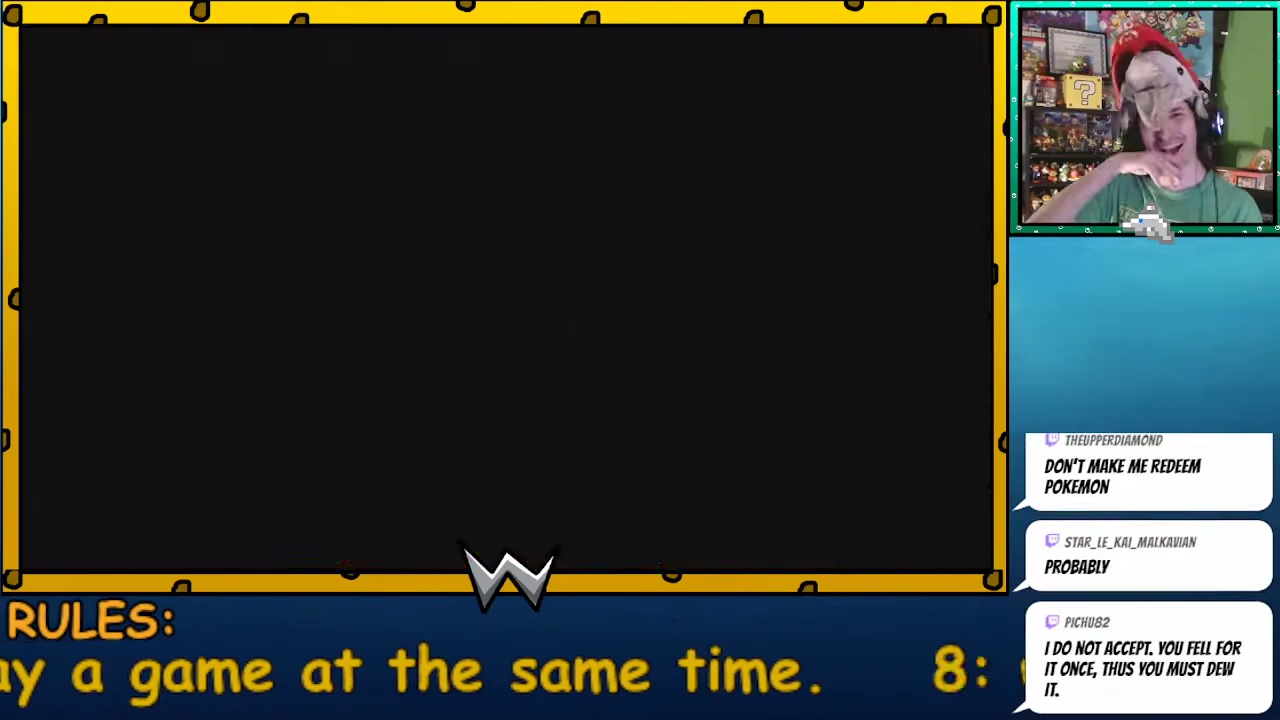 THEUPPERDIAMOND
DON'T MAKE ME REDEEM
POKEMON
STAR_LE_KAI_MALKAVIAN
PROBABLY
PICHU82
I DO NOT ACCEPT. YOU FELL FOR
IT ONCE, THUS YOU MUST DEW
IT.
RULES:
ay a game at the same time. 8: